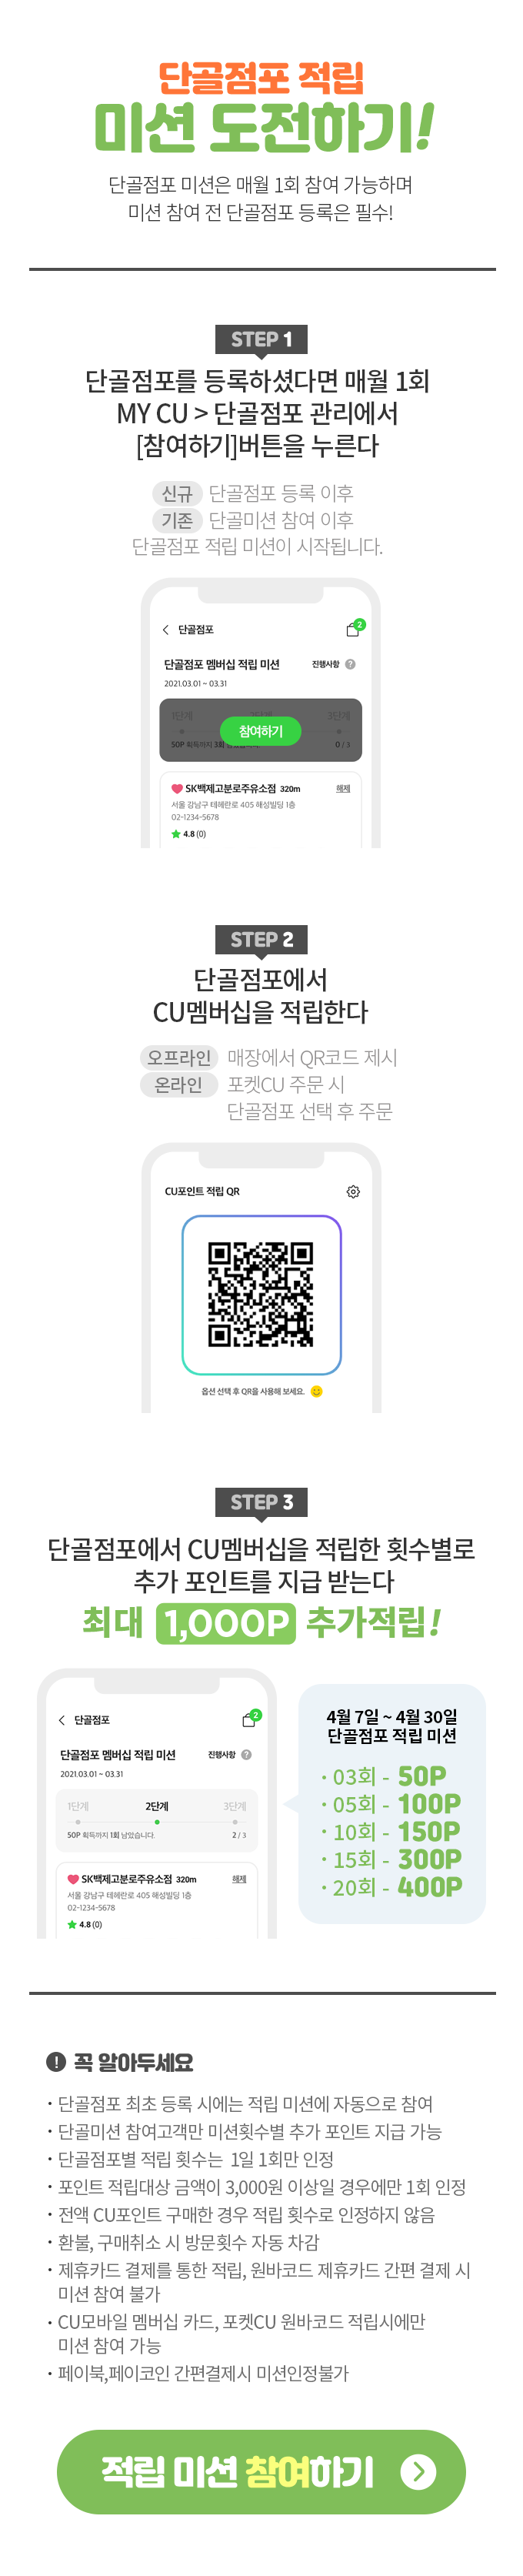 단골점포 적립
미션 도전하기!
단골점포 미션은 매월 1회 참여 가능하며
미션 참여 전 단골점포 등록은 필수!
STEP 1
단골점포를 등록하셨다면 매월 1회
MY CU > 단골점포 관리에서
[참여하기]버튼을 누른다
신규 단골점포 등록 이후
기존 단골미션 참여 이후
단골점포 적립 미션이 시작됩니다.
단골점포 2
단골점포 멤버십 적립 미션 진행사항 ?
2021.03.01 ~ 03.31
1단계 2단계 3단계
참여하기
50P 획득까지 3회 남았습니다. 0 / 3
SK백제고분로주유소점 320m 해제
서울 강남구 테헤란로 405 해성빌딩 1층
02-1234-5678
4.8 (0)
STEP 2
단골점포에서
CU멤버십을 적립한다
오프라인 매장에서 QR코드 제시
온라인 포켓CU 주문 시
단골점포 선택 후 주문
CU포인트 적립 QR
옵션 선택 후 QR을 사용해 보세요.
STEP 3
단골점포에서 CU멤버십을 적립한 횟수별로
추가 포인트를 지급 받는다
최대 1,000P 추가적립!
단골점포 2
단골점포 멤버십 적립 미션 진행사항 ?
2021.03.01 ~ 03.31
1단계 2단계 3단계
50P 획득까지 1회 남았습니다. 2 / 3
SK백제고분로주유소점 320m 해제
서울 강남구 테헤란로 405 해성빌딩 1층
02-1234-5678
4.8 (0)
4월 7일 ~ 4월 30일
단골점포 적립 미션
· 03회 - 50P
· 05회 - 100P
· 10회 - 150P
· 15회 - 300P
· 20회 - 400P
! 꼭 알아두세요
· 단골점포 최초 등록 시에는 적립 미션에 자동으로 참여
· 단골미션 참여고객만 미션횟수별 추가 포인트 지급 가능
· 단골점포별 적립 횟수는 1일 1회만 인정
· 포인트 적립대상 금액이 3,000원 이상일 경우에만 1회 인정
· 전액 CU포인트 구매한 경우 적립 횟수로 인정하지 않음
· 환불, 구매취소 시 방문횟수 자동 차감
· 제휴카드 결제를 통한 적립, 원바코드 제휴카드 간편 결제 시
미션 참여 불가
· CU모바일 멤버십 카드, 포켓CU 원바코드 적립시에만
미션 참여 가능
· 페이북,페이코인 간편결제시 미션인정불가
적립 미션 참여하기